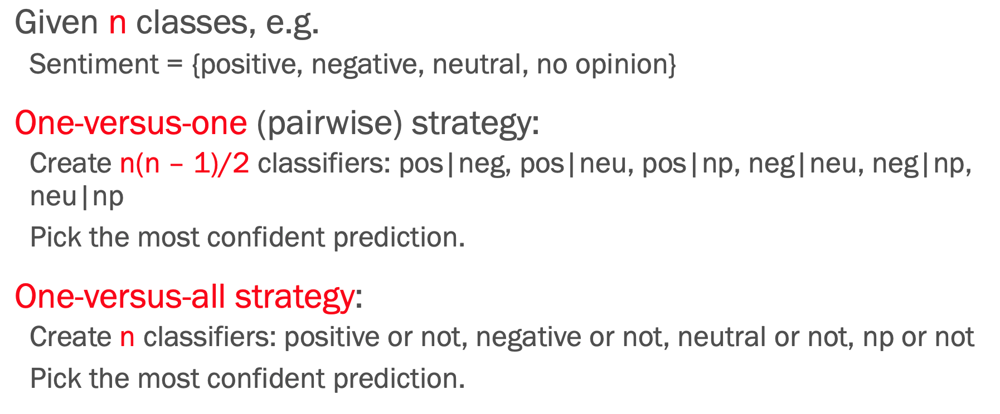 Given n classes, e.g.
Sentiment = {positive, negative, neutral, no opinion}
One-versus-one (pairwise) strategy:
Create n(n – 1)/2 classifiers: pos|neg, pos|neu, pos|np, neg|neu, neg|np,
neu|np
Pick the most confident prediction.
One-versus-all strategy:
Create n classifiers: positive or not, negative or not, neutral or not, np or not
Pick the most confident prediction.